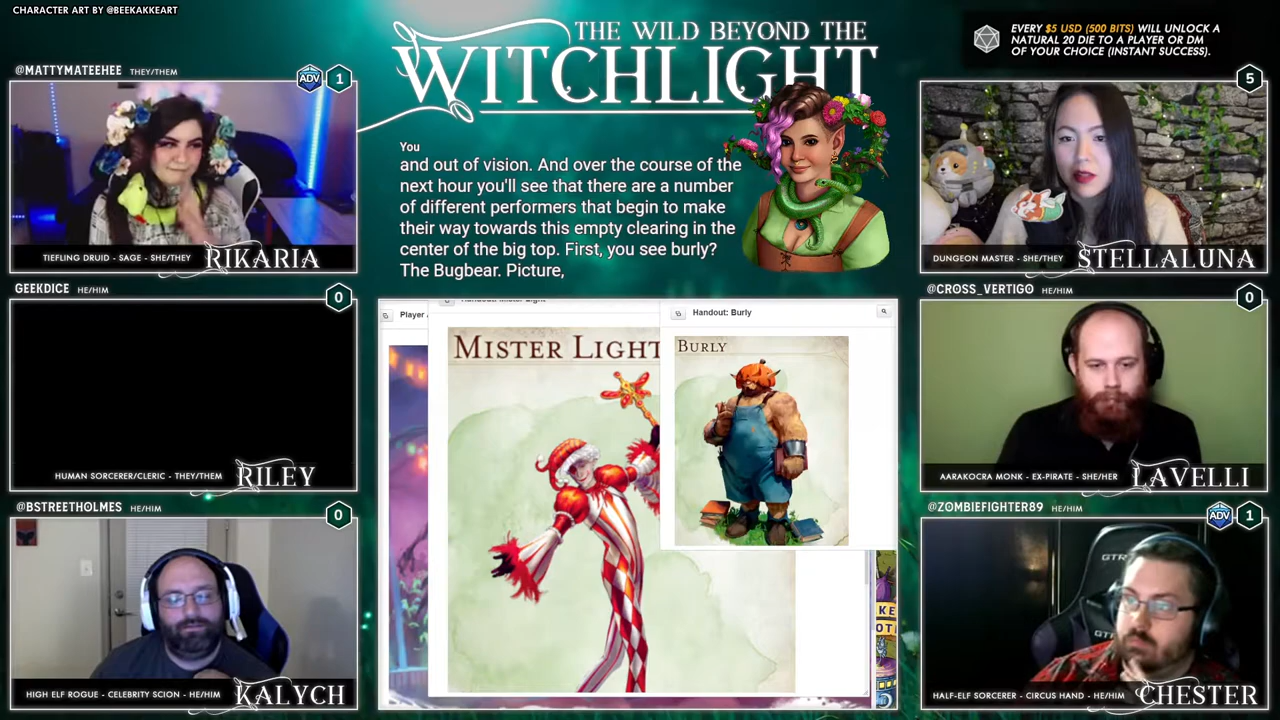 CHARACTER ART BY @BEEKAKKEART
THE WILD BEYOND THE
WITCHLIGHT
EVERY $5 USD (500 BITS) WILL UNLOCK A
NATURAL 20 DIE TO A PLAYER OR DM
OF YOUR CHOICE (INSTANT SUCCESS).
@MATTYMATEEHEE THEY/THEM
ADV 1
TIEFLING DRUID - SAGE - SHE/THEY RIKARIA
You
and out of vision. And over the course of the
next hour you'll see that there are a number
of different performers that begin to make
their way towards this empty clearing in the
center of the big top. First, you see burly?
The Bugbear. Picture,
5
DUNGEON MASTER - SHE/THEY STELLALUNA
GEEKDICE HE/HIM
0
HUMAN SORCERER/CLERIC - THEY/THEM RILEY
Player
Handout: Mister Light
MISTER LIGHT
Handout: Burly
BURLY
@CROSS_VERTIGO HE/HIM
0
AARAKOCRA MONK - EX-PIRATE - SHE/HER LAVELLI
@BSTREETHOLMES HE/HIM
0
HIGH ELF ROGUE - CELEBRITY SCION - HE/HIM KALYCH
@ZOMBIEFIGHTER89 HE/HIM
ADV 1
GTR
HALF-ELF SORCERER - CIRCUS HAND - HE/HIM CHESTER